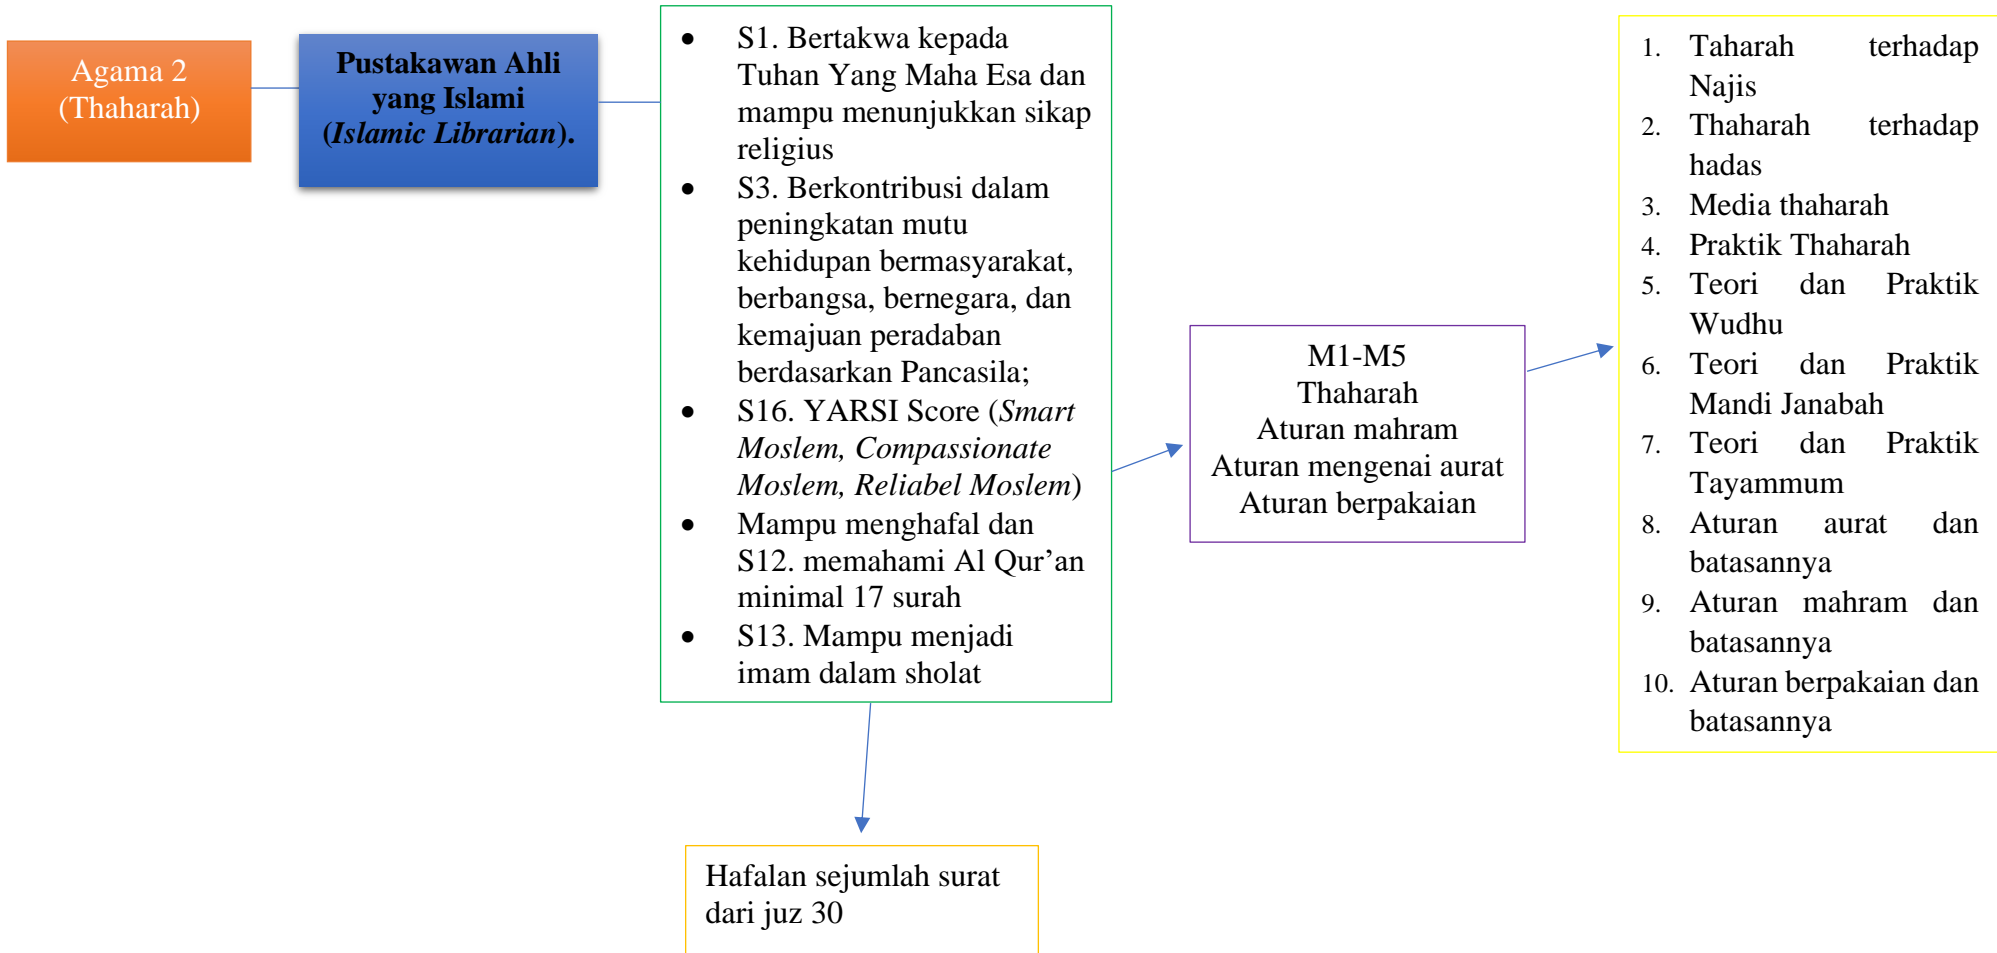 Agama 2
(Thaharah)
Pustakawan Ahli
yang Islami
(Islamic Librarian).
• S1. Bertakwa kepada
Tuhan Yang Maha Esa dan
mampu menunjukkan sikap
religius
• S3. Berkontribusi dalam
peningkatan mutu
kehidupan bermasyarakat,
berbangsa, bernegara, dan
kemajuan peradaban
berdasarkan Pancasila;
• S16. YARSI Score (Smart
Moslem, Compassionate
Moslem, Reliabel Moslem)
• Mampu menghafal dan
S12. memahami Al Qur’an
minimal 17 surah
• S13. Mampu menjadi
imam dalam sholat
Hafalan sejumlah surat
dari juz 30
M1-M5
Thaharah
Aturan mahram
Aturan mengenai aurat
Aturan berpakaian
1. Taharah terhadap
Najis
2. Thaharah terhadap
hadas
3. Media thaharah
4. Praktik Thaharah
5. Teori dan Praktik
Wudhu
6. Teori dan Praktik
Mandi Janabah
7. Teori dan Praktik
Tayammum
8. Aturan aurat dan
batasannya
9. Aturan mahram dan
batasannya
10. Aturan berpakaian dan
batasannya